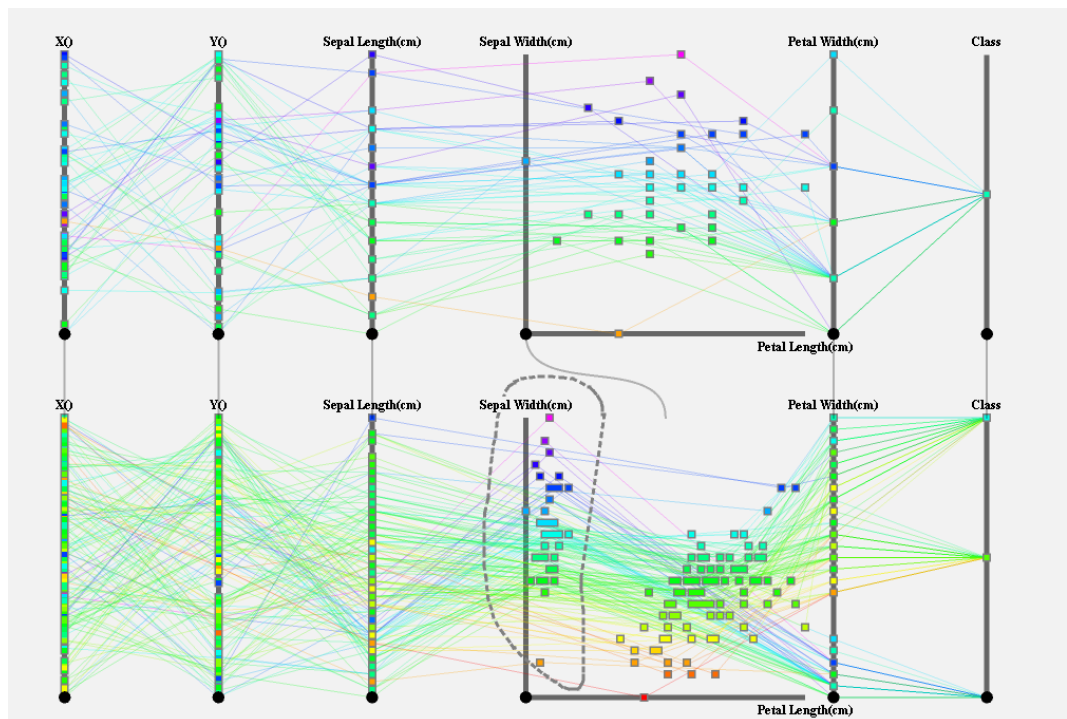 X() Y() Sepal Length(cm) Sepal Width(cm) Petal Width(cm) Class
Petal Length(cm)
X() Y() Sepal Length(cm) Sepal Width(cm) Petal Width(cm) Class
Petal Length(cm)